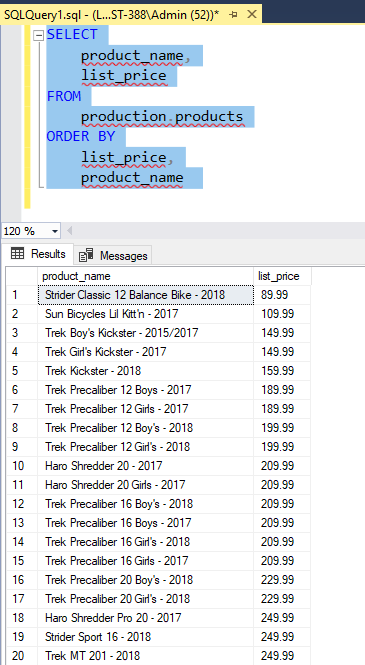 SQLQuery1.sql - (L...ST-388\Admin (52))*
SELECT
product_name,
list_price
FROM
production.products
ORDER BY
list_price,
product_name
120 %
Results Messages
product_name list_price
1 Strider Classic 12 Balance Bike - 2018 89.99
2 Sun Bicycles Lil Kitt'n - 2017 109.99
3 Trek Boy's Kickster - 2015/2017 149.99
4 Trek Girl's Kickster - 2017 149.99
5 Trek Kickster - 2018 159.99
6 Trek Precaliber 12 Boys - 2017 189.99
7 Trek Precaliber 12 Girls - 2017 189.99
8 Trek Precaliber 12 Boy's - 2018 199.99
9 Trek Precaliber 12 Girl's - 2018 199.99
10 Haro Shredder 20 - 2017 209.99
11 Haro Shredder 20 Girls - 2017 209.99
12 Trek Precaliber 16 Boy's - 2018 209.99
13 Trek Precaliber 16 Boys - 2017 209.99
14 Trek Precaliber 16 Girl's - 2018 209.99
15 Trek Precaliber 16 Girls - 2017 209.99
16 Trek Precaliber 20 Boy's - 2018 229.99
17 Trek Precaliber 20 Girl's - 2018 229.99
18 Haro Shredder Pro 20 - 2017 249.99
19 Strider Sport 16 - 2018 249.99
20 Trek MT 201 - 2018 249.99